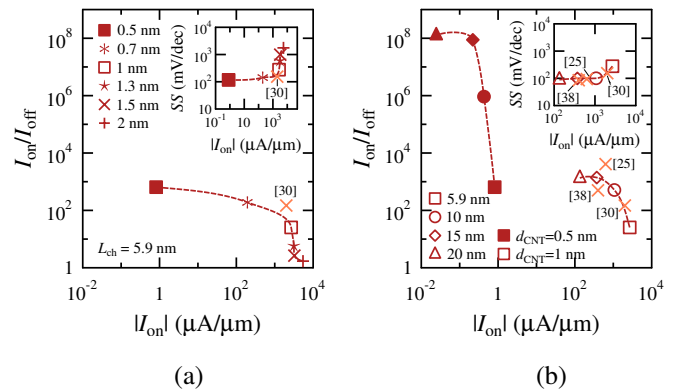 (a)
(b)
10^8
10^6
10^4
10^2
1
I_on/I_off
0.5 nm
0.7 nm
1 nm
1.3 nm
1.5 nm
2 nm
SS (mV/dec)
10^4
10^3
10^2
10^1
10^0
[30]
10^-1
10^1
10^3
|I_on| (μA/μm)
[30]
L_ch = 5.9 nm
10^-2
1
10^2
10^4
|I_on| (μA/μm)
(a)
10^8
10^6
10^4
10^2
1
I_on/I_off
SS (mV/dec)
10^4
10^3
10^2
10^1
10^0
[25]
[38]
[30]
10^2
10^3
10^4
|I_on| (μA/μm)
[25]
[38]
[30]
5.9 nm
10 nm
15 nm
20 nm
d_CNT=0.5 nm
d_CNT=1 nm
10^-2
1
10^2
10^4
|I_on| (μA/μm)
(b)